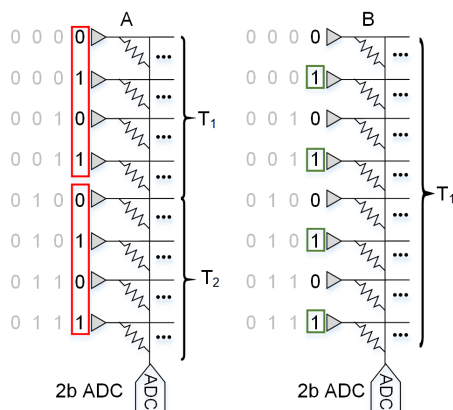 A
B
0 0 0 0
0 0 0 1
0 0 1 0
0 0 1 1
0 1 0 0
0 1 0 1
0 1 1 0
0 1 1 1
T1
T2
2b ADC
ADC
0 0 0 0
0 0 0 1
0 0 1 0
0 0 1 1
0 1 0 0
0 1 0 1
0 1 1 0
0 1 1 1
T1
2b ADC
ADC